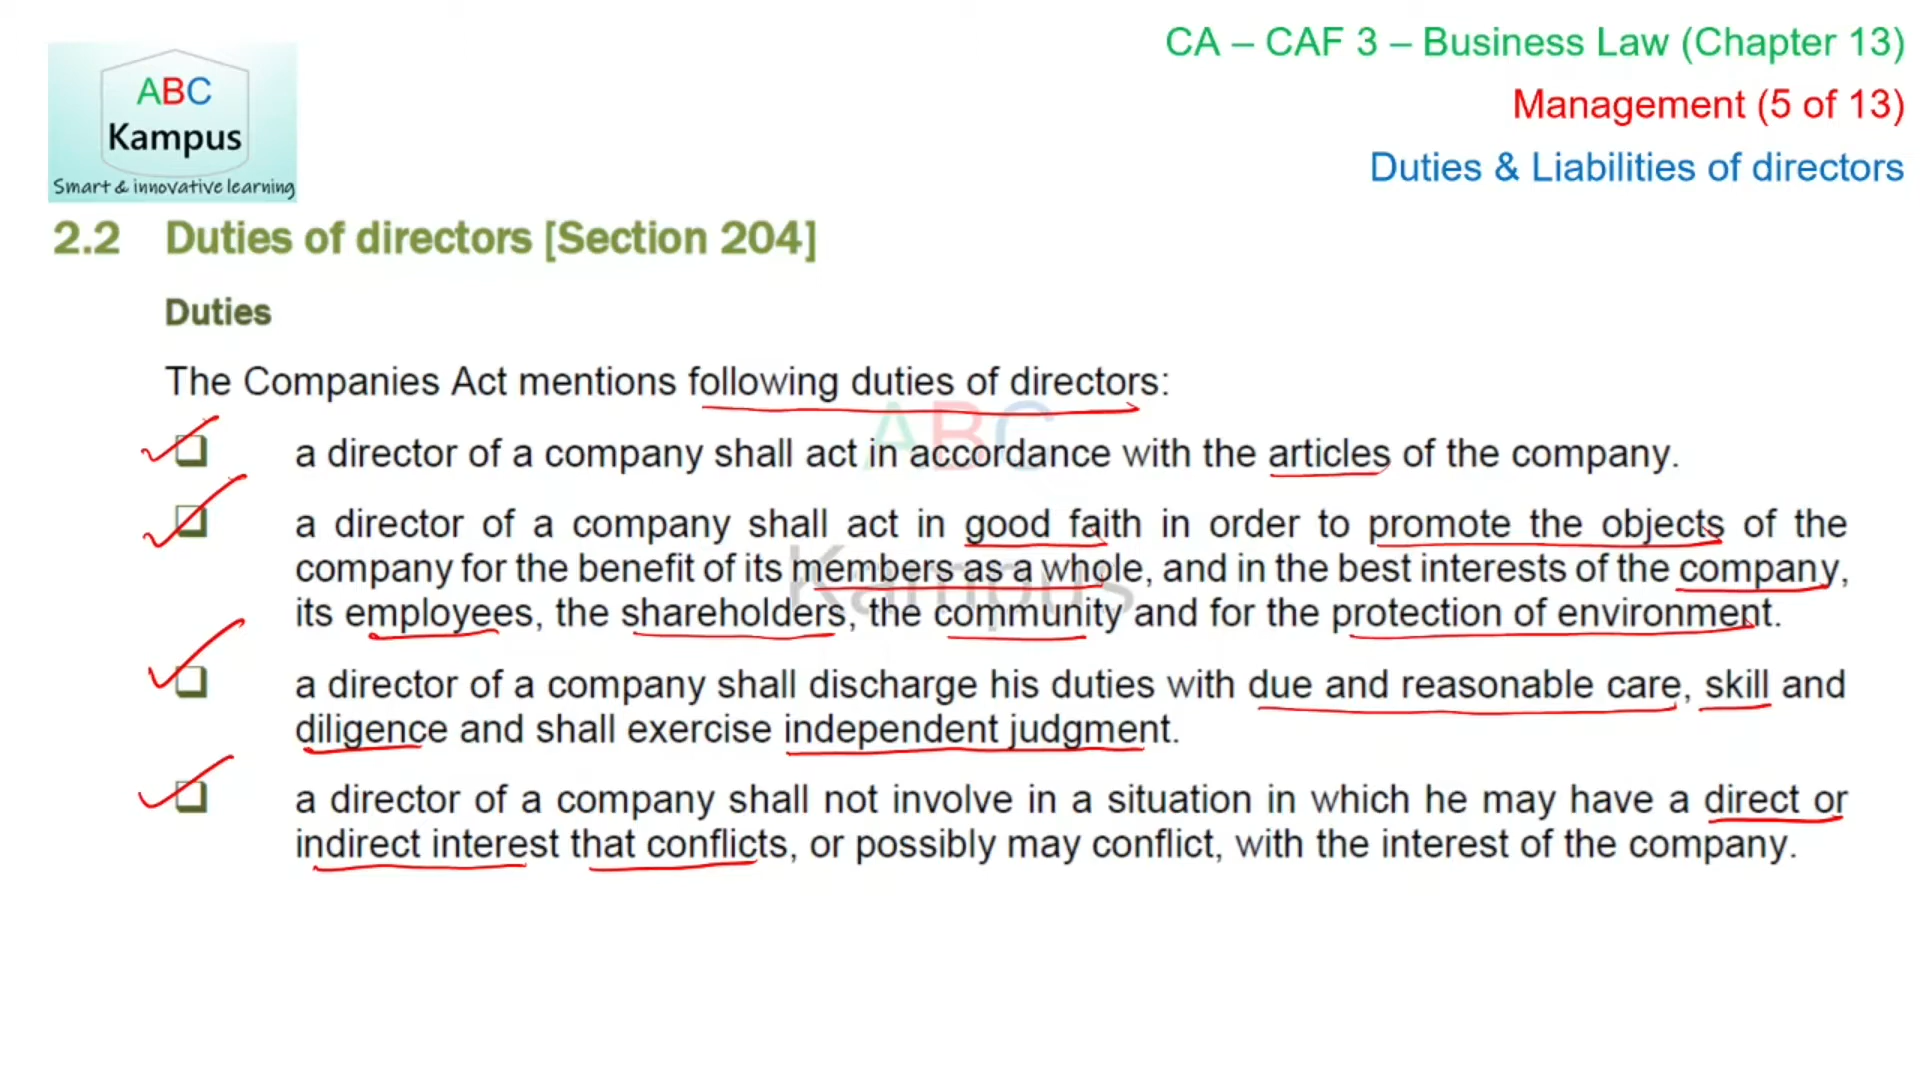 ABC
Kampus
Smart & innovative learning
CA – CAF 3 – Business Law (Chapter 13)
Management (5 of 13)
Duties & Liabilities of directors
2.2 Duties of directors [Section 204]
Duties
The Companies Act mentions following duties of directors:
a director of a company shall act in accordance with the articles of the company.
a director of a company shall act in good faith in order to promote the objects of the
company for the benefit of its members as a whole, and in the best interests of the company,
its employees, the shareholders, the community and for the protection of environment.
a director of a company shall discharge his duties with due and reasonable care, skill and
diligence and shall exercise independent judgment.
a director of a company shall not involve in a situation in which he may have a direct or
indirect interest that conflicts, or possibly may conflict, with the interest of the company.
ABC
Kampus